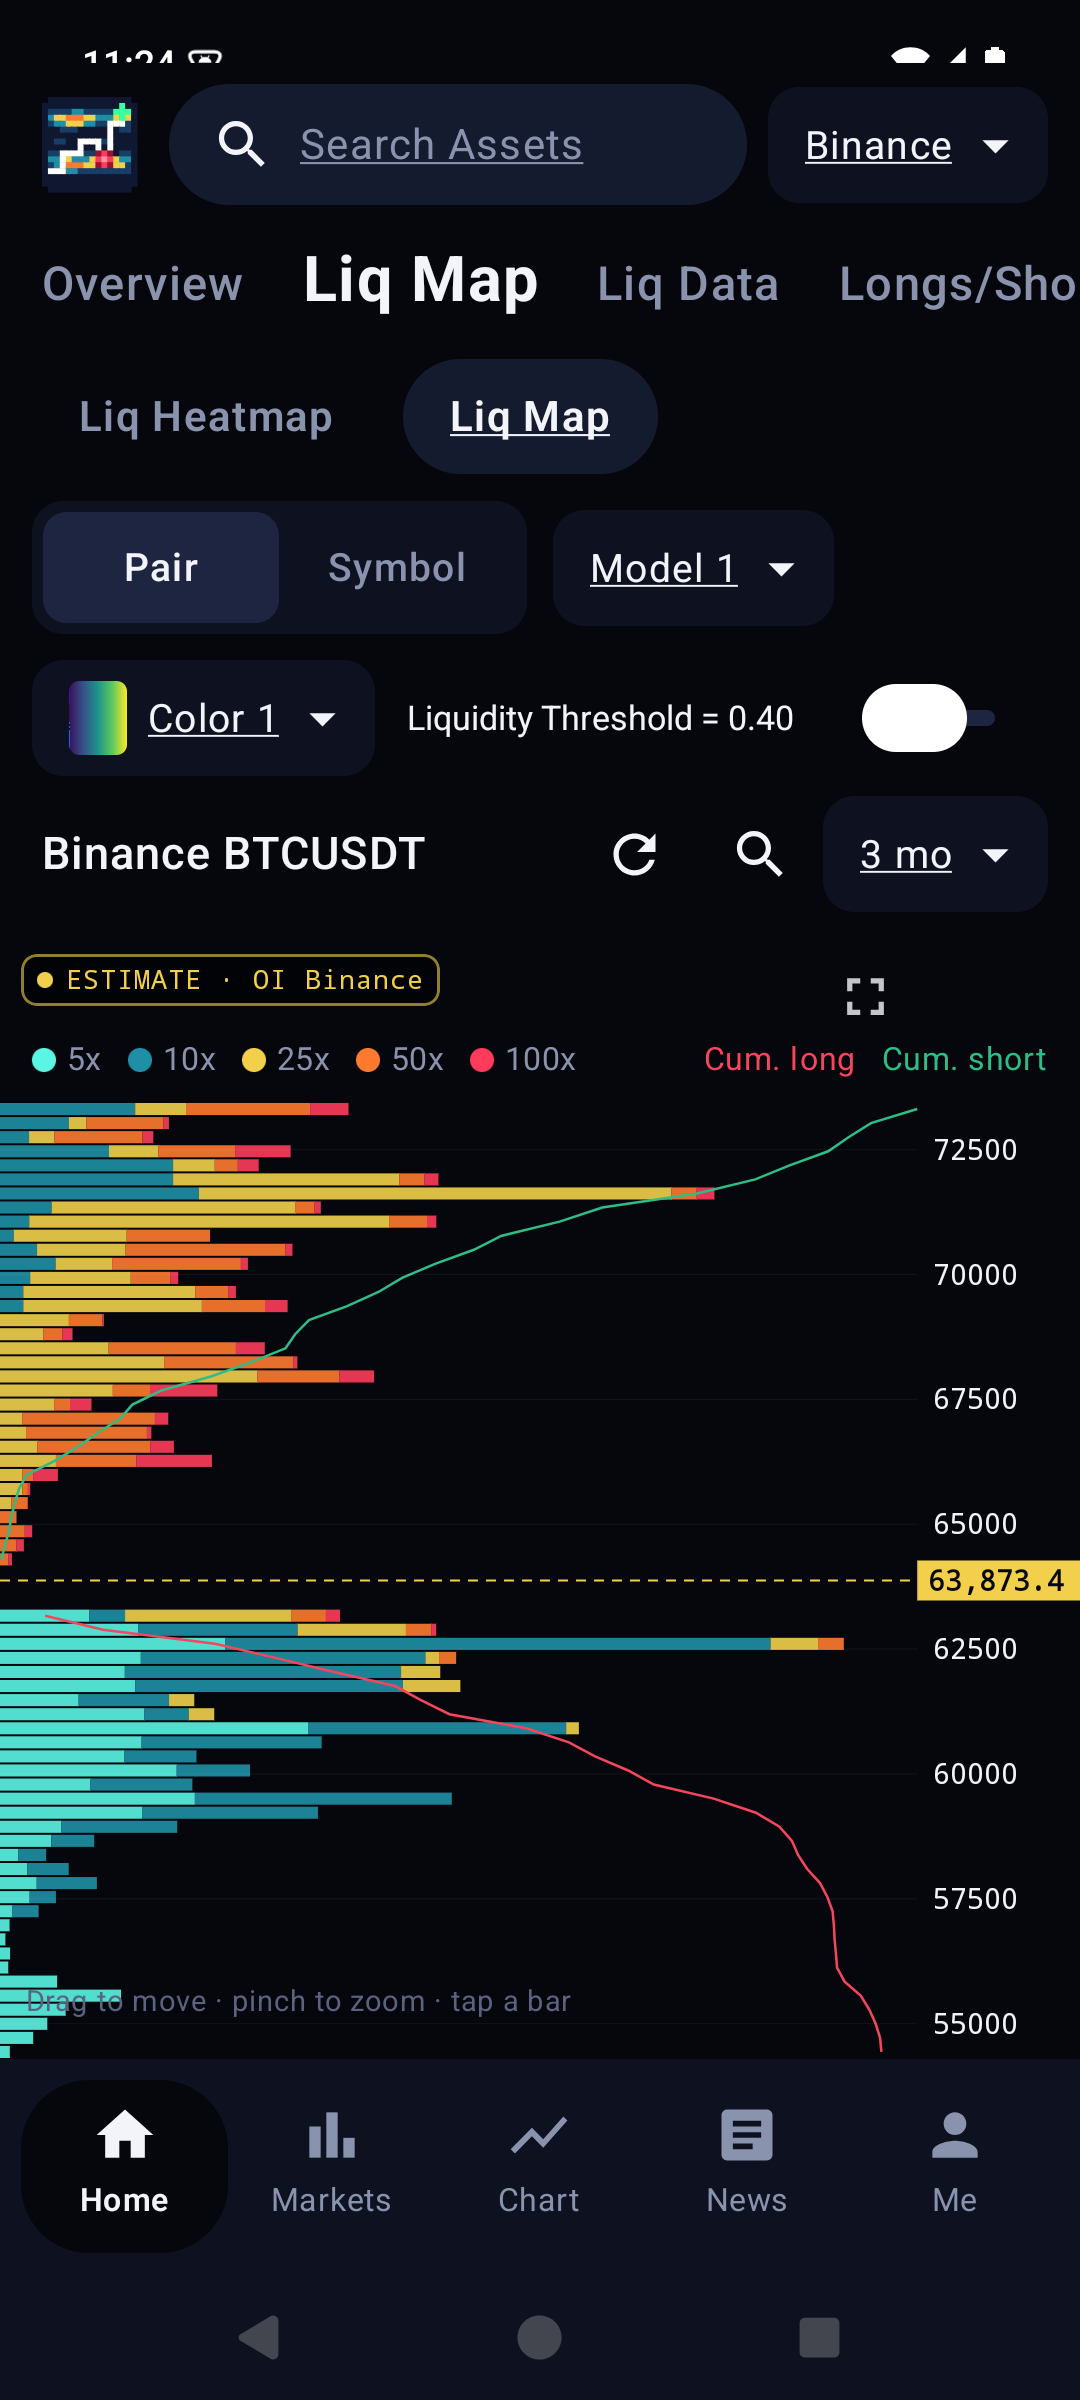 11:24
Search Assets
Binance
Overview Liq Map Liq Data Longs/Sho
Liq Heatmap Liq Map
Pair Symbol Model 1
Color 1 Liquidity Threshold = 0.40
Binance BTCUSDT 3 mo
ESTIMATE · OI Binance
5x 10x 25x 50x 100x Cum. long Cum. short
72500
70000
67500
65000
63,873.4
62500
60000
57500
Drag to move · pinch to zoom · tap a bar
55000
Home Markets Chart News Me